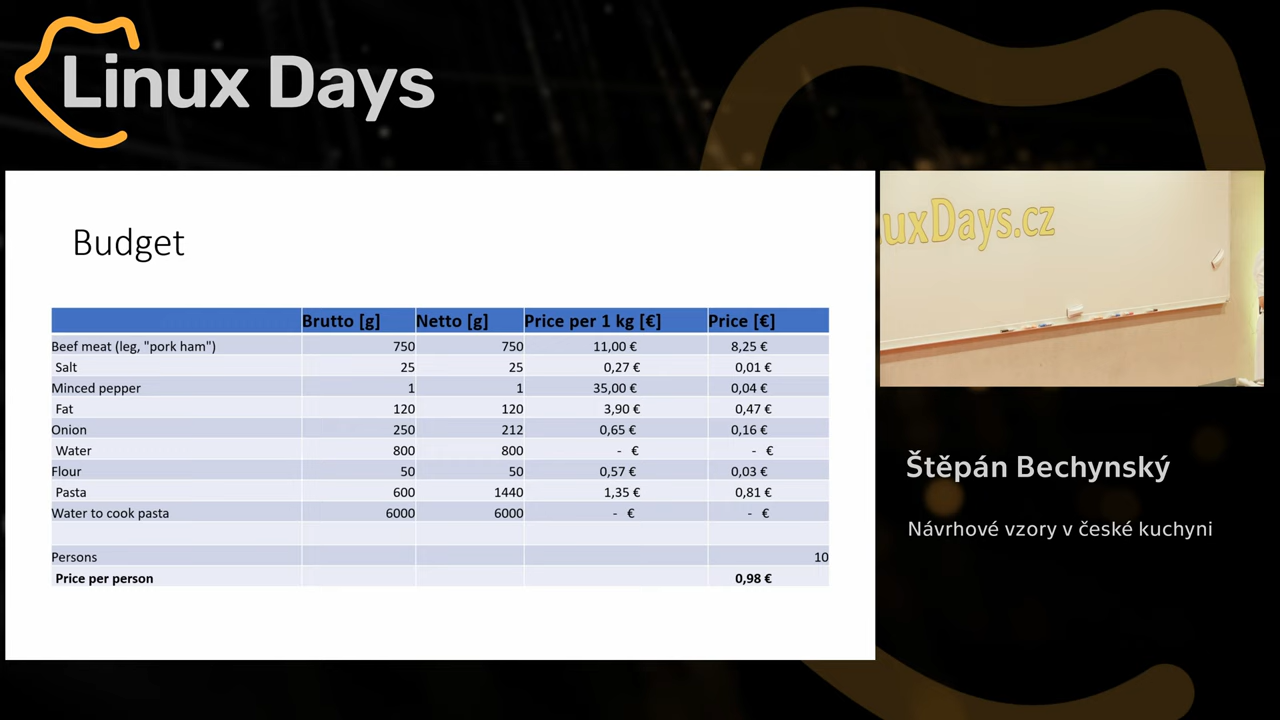 Linux Days
Budget
Brutto [g] Netto [g] Price per 1 kg [€] Price [€]
Beef meat (leg, "pork ham") 750 750 11,00 € 8,25 €
Salt 25 25 0,27 € 0,01 €
Minced pepper 1 1 35,00 € 0,04 €
Fat 120 120 3,90 € 0,47 €
Onion 250 212 0,65 € 0,16 €
Water 800 800 - € - €
Flour 50 50 0,57 € 0,03 €
Pasta 600 1440 1,35 € 0,81 €
Water to cook pasta 6000 6000 - € - €
Persons 10
Price per person 0,98 €
uxDays.cz
Štěpán Bechynský
Návrhové vzory v české kuchyni